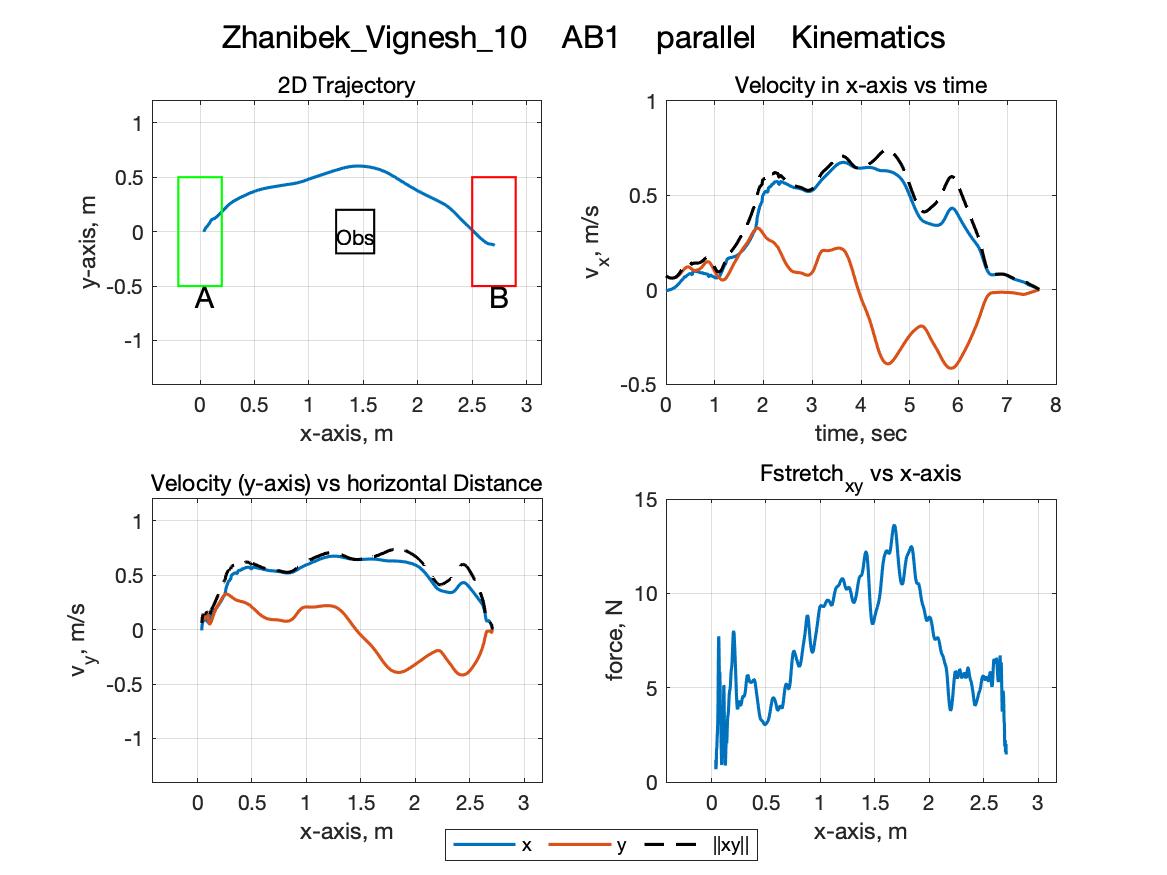 Zhanibek_Vignesh_10 AB1 parallel Kinematics
2D Trajectory
1
0.5
0
-0.5
-1
y-axis, m
Obs
A
B
0 0.5 1 1.5 2 2.5 3
x-axis, m
Velocity in x-axis vs time
1
0.5
0
-0.5
v_x, m/s
0 1 2 3 4 5 6 7 8
time, sec
Velocity (y-axis) vs horizontal Distance
1
0.5
0
-0.5
-1
v_y, m/s
0 0.5 1 1.5 2 2.5 3
x-axis, m
Fstretch_xy vs x-axis
15
10
5
0
force, N
0 0.5 1 1.5 2 2.5 3
x-axis, m
x y ||xy||